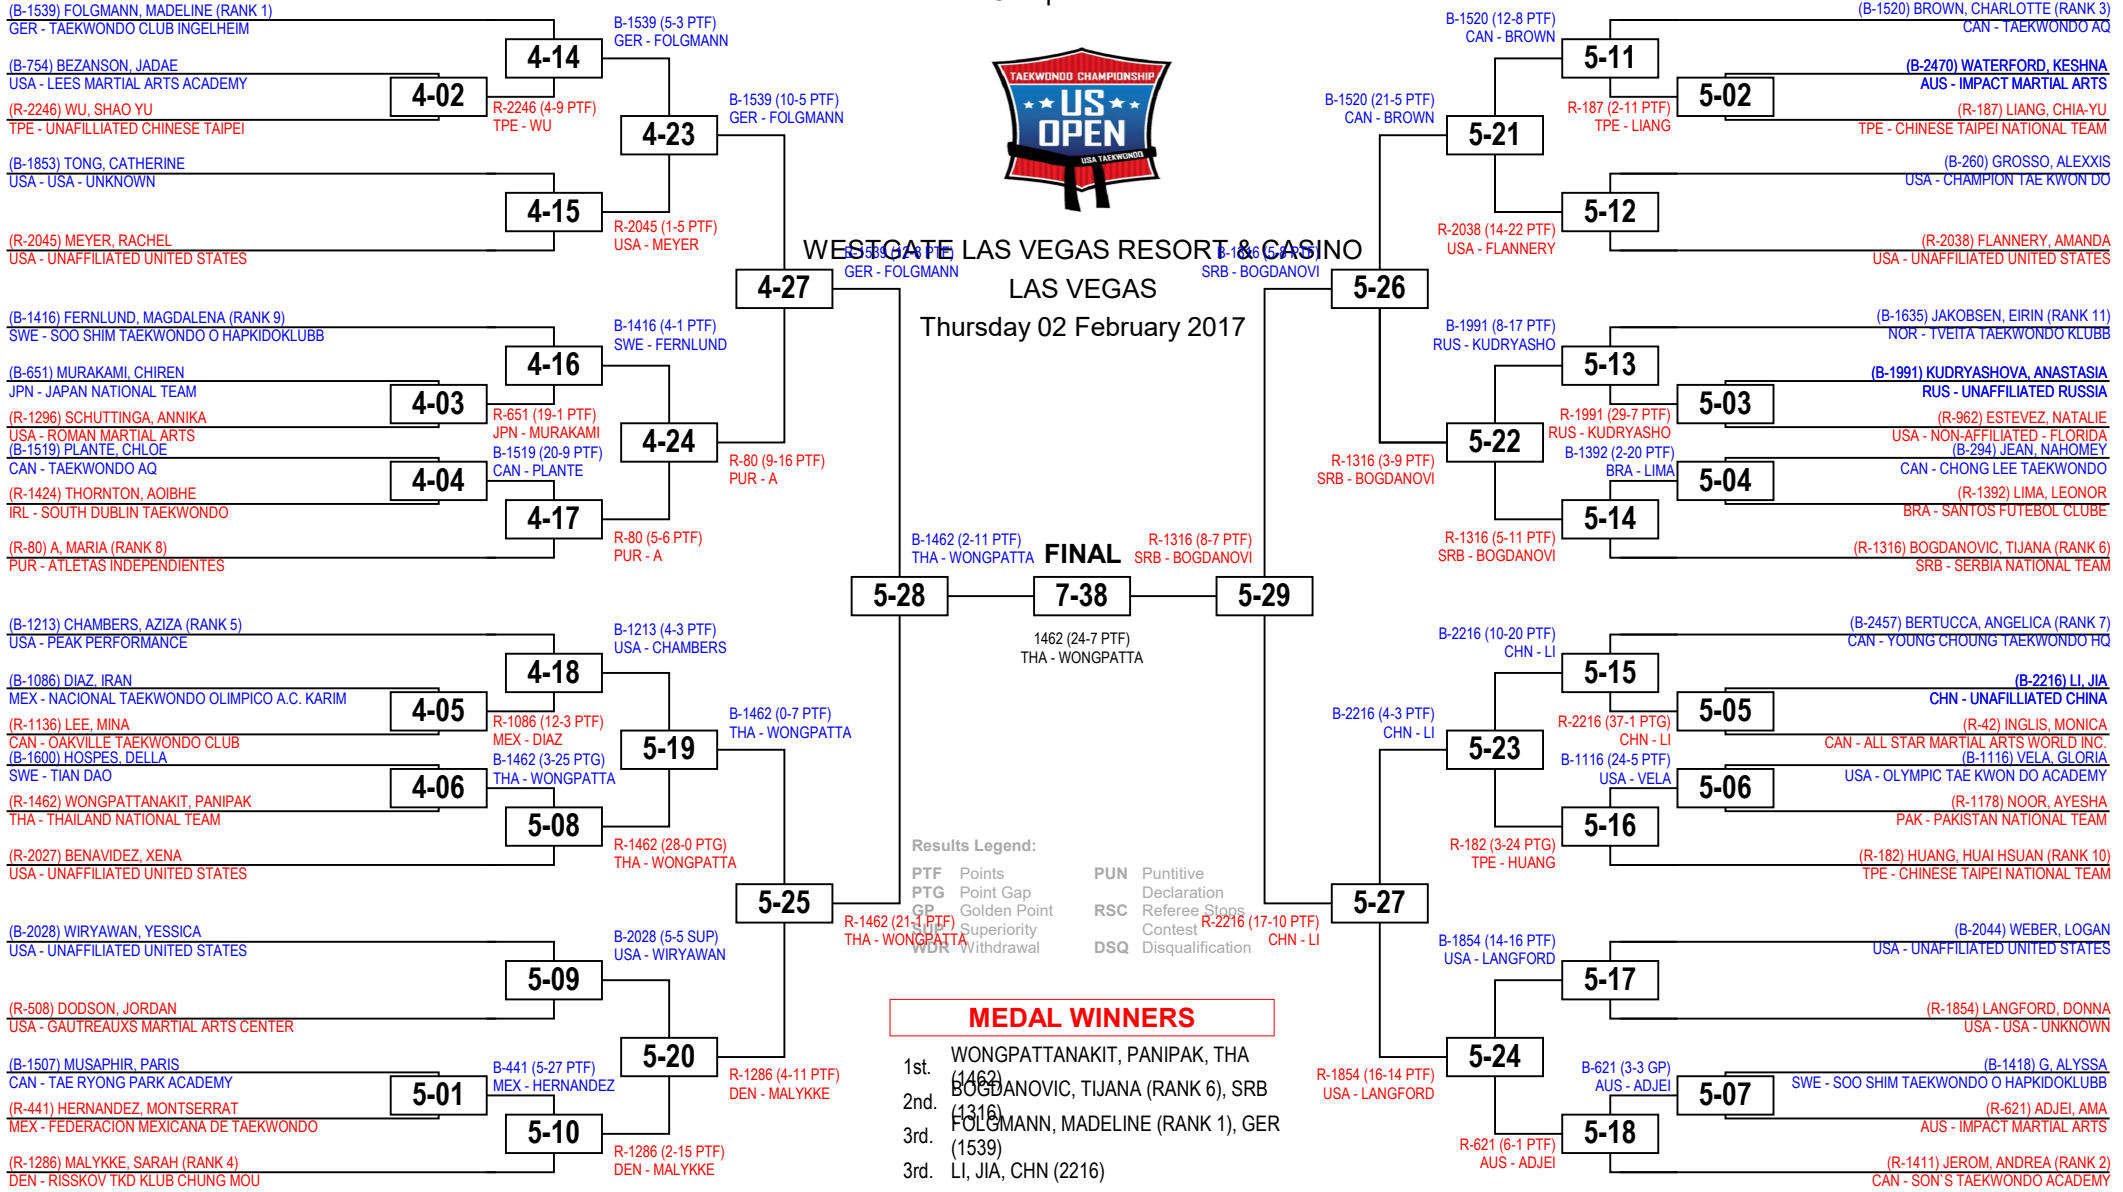 (B-1539) FOLGMANN, MADELINE (RANK 1)
GER - TAEKWONDO CLUB INGELHEIM
(B-754) BEZANSON, JADAE
USA - LEES MARTIAL ARTS ACADEMY
(R-2246) WU, SHAO YU
TPE - UNAFILLIATED CHINESE TAIPEI
(B-1853) TONG, CATHERINE
USA - USA - UNKNOWN
(R-2045) MEYER, RACHEL
USA - UNAFFILIATED UNITED STATES
(B-1416) FERNLUND, MAGDALENA (RANK 9)
SWE - SOO SHIM TAEKWONDO O HAPKIDOKLUBB
(B-651) MURAKAMI, CHIREN
JPN - JAPAN NATIONAL TEAM
(R-1296) SCHUTTINGA, ANNIKA
USA - ROMAN MARTIAL ARTS
(B-1519) PLANTE, CHLOE
CAN - TAEKWONDO AQ
(R-1424) THORNTON, AOIBHE
IRL - SOUTH DUBLIN TAEKWONDO
(R-80) A, MARIA (RANK 8)
PUR - ATLETAS INDEPENDIENTES
(B-1213) CHAMBERS, AZIZA (RANK 5)
USA - PEAK PERFORMANCE
(B-1086) DIAZ, IRAN
MEX - NACIONAL TAEKWONDO OLIMPICO A.C. KARIM
(R-1136) LEE, MINA
CAN - OAKVILLE TAEKWONDO CLUB
(B-1600) HOSPES, DELLA
SWE - TIAN DAO
(R-1462) WONGPATTANAKIT, PANIPAK
THA - THAILAND NATIONAL TEAM
(R-2027) BENAVIDEZ, XENA
USA - UNAFFILIATED UNITED STATES
(B-2028) WIRYAWAN, YESSICA
USA - UNAFFILIATED UNITED STATES
(R-508) DODSON, JORDAN
USA - GAUTREAUXS MARTIAL ARTS CENTER
(B-1507) MUSAPHIR, PARIS
CAN - TAE RYONG PARK ACADEMY
(R-441) HERNANDEZ, MONTSERRAT
MEX - FEDERACION MEXICANA DE TAEKWONDO
(R-1286) MALYKKE, SARAH (RANK 4)
DEN - RISSKOV TKD KLUB CHUNG MOU
4-02
4-03
4-04
4-05
4-06
5-01
R-2246 (4-9 PTF)
TPE - WU
R-651 (19-1 PTF)
JPN - MURAKAMI
B-1519 (20-9 PTF)
CAN - PLANTE
R-1086 (12-3 PTF)
MEX - DIAZ
B-1462 (3-25 PTG)
THA - WONGPATTA
B-441 (5-27 PTF)
MEX - HERNANDEZ
4-14
4-15
4-16
4-17
4-18
5-08
5-09
5-10
B-1539 (5-3 PTF)
GER - FOLGMANN
R-2045 (1-5 PTF)
USA - MEYER
B-1416 (4-1 PTF)
SWE - FERNLUND
R-80 (5-6 PTF)
PUR - A
B-1213 (4-3 PTF)
USA - CHAMBERS
R-1462 (28-0 PTG)
THA - WONGPATTA
B-2028 (5-5 SUP)
USA - WIRYAWAN
R-1286 (2-15 PTF)
DEN - MALYKKE
4-23
4-24
5-19
5-20
B-1539 (10-5 PTF)
GER - FOLGMANN
R-80 (9-16 PTF)
PUR - A
B-1462 (0-7 PTF)
THA - WONGPATTA
R-1286 (4-11 PTF)
DEN - MALYKKE
4-27
5-25
GER - FOLGMANN
R-1462 (21-1 PTF)
THA - WONGPATTA
5-28
TAEKWONDO CHAMPIONSHIP
US
OPEN
USA TAEKWONDO
WESTGATE LAS VEGAS RESORT & CASINO
LAS VEGAS
Thursday 02 February 2017
B-1462 (2-11 PTF)
THA - WONGPATTA
FINAL
R-1316 (8-7 PTF)
SRB - BOGDANOVI
7-38
1462 (24-7 PTF)
THA - WONGPATTA
Results Legend:
PTF Points
PTG Point Gap
GP Golden Point
SUP Superiority
WDR Withdrawal
PUN Puntitive
Declaration
RSC Referee Stops
Contest
DSQ Disqualification
MEDAL WINNERS
1st. WONGPATTANAKIT, PANIPAK, THA
(1462)
2nd. BOGDANOVIC, TIJANA (RANK 6), SRB
(1316)
3rd. FOLGMANN, MADELINE (RANK 1), GER
(1539)
3rd. LI, JIA, CHN (2216)
5-29
SRB - BOGDANOVI
R-2216 (17-10 PTF)
CHN - LI
5-26
5-27
B-1520 (21-5 PTF)
CAN - BROWN
R-1316 (3-9 PTF)
SRB - BOGDANOVI
B-2216 (4-3 PTF)
CHN - LI
R-1854 (16-14 PTF)
USA - LANGFORD
5-21
5-22
5-23
5-24
B-1520 (12-8 PTF)
CAN - BROWN
R-2038 (14-22 PTF)
USA - FLANNERY
B-1991 (8-17 PTF)
RUS - KUDRYASHO
R-1316 (5-11 PTF)
SRB - BOGDANOVI
B-2216 (10-20 PTF)
CHN - LI
R-182 (3-24 PTG)
TPE - HUANG
B-1854 (14-16 PTF)
USA - LANGFORD
R-621 (6-1 PTF)
AUS - ADJEI
5-11
5-12
5-13
5-14
5-15
5-16
5-17
5-18
R-187 (2-11 PTF)
TPE - LIANG
R-1991 (29-7 PTF)
RUS - KUDRYASHO
B-1392 (2-20 PTF)
BRA - LIMA
R-2216 (37-1 PTG)
CHN - LI
B-1116 (24-5 PTF)
USA - VELA
B-621 (3-3 GP)
AUS - ADJEI
5-02
5-03
5-04
5-05
5-06
5-07
(B-1520) BROWN, CHARLOTTE (RANK 3)
CAN - TAEKWONDO AQ
(B-2470) WATERFORD, KESHNA
AUS - IMPACT MARTIAL ARTS
(R-187) LIANG, CHIA-YU
TPE - CHINESE TAIPEI NATIONAL TEAM
(B-260) GROSSO, ALEXXIS
USA - CHAMPION TAE KWON DO
(R-2038) FLANNERY, AMANDA
USA - UNAFFILIATED UNITED STATES
(B-1635) JAKOBSEN, EIRIN (RANK 11)
NOR - TVEITA TAEKWONDO KLUBB
(B-1991) KUDRYASHOVA, ANASTASIA
RUS - UNAFFILIATED RUSSIA
(R-962) ESTEVEZ, NATALIE
USA - NON-AFFILIATED - FLORIDA
(B-294) JEAN, NAHOMEY
CAN - CHONG LEE TAEKWONDO
(R-1392) LIMA, LEONOR
BRA - SANTOS FUTEBOL CLUBE
(R-1316) BOGDANOVIC, TIJANA (RANK 6)
SRB - SERBIA NATIONAL TEAM
(B-2457) BERTUCCA, ANGELICA (RANK 7)
CAN - YOUNG CHOUNG TAEKWONDO HQ
(B-2216) LI, JIA
CHN - UNAFILLIATED CHINA
(R-42) INGLIS, MONICA
CAN - ALL STAR MARTIAL ARTS WORLD INC.
(B-1116) VELA, GLORIA
USA - OLYMPIC TAE KWON DO ACADEMY
(R-1178) NOOR, AYESHA
PAK - PAKISTAN NATIONAL TEAM
(R-182) HUANG, HUAI HSUAN (RANK 10)
TPE - CHINESE TAIPEI NATIONAL TEAM
(B-2044) WEBER, LOGAN
USA - UNAFFILIATED UNITED STATES
(R-1854) LANGFORD, DONNA
USA - USA - UNKNOWN
(B-1418) G, ALYSSA
SWE - SOO SHIM TAEKWONDO O HAPKIDOKLUBB
(R-621) ADJEI, AMA
AUS - IMPACT MARTIAL ARTS
(R-1411) JEROM, ANDREA (RANK 2)
CAN - SON`S TAEKWONDO ACADEMY